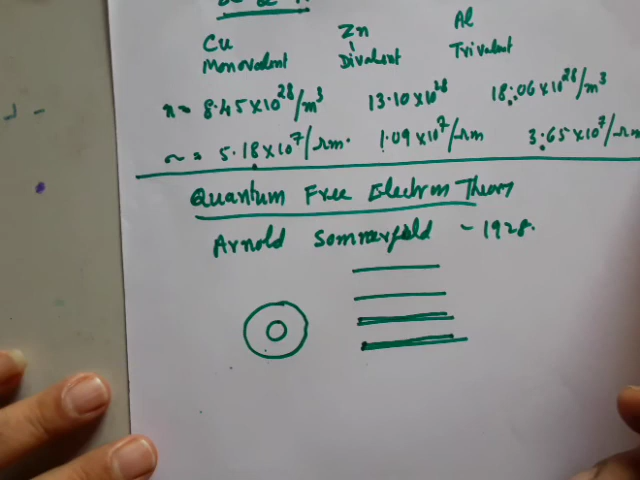 Cu Zn Al
Monovalent Divalent Trivalent
n = 8.45×10²⁸/m³ 13.10×10²⁸ 18.06×10²⁸/m³
σ = 5.18×10⁷/Ωm. 1.09×10⁷/Ωm 3.65×10⁷/Ωm
Quantum Free Electron Theory
Arnold Sommerfeld - 1928.